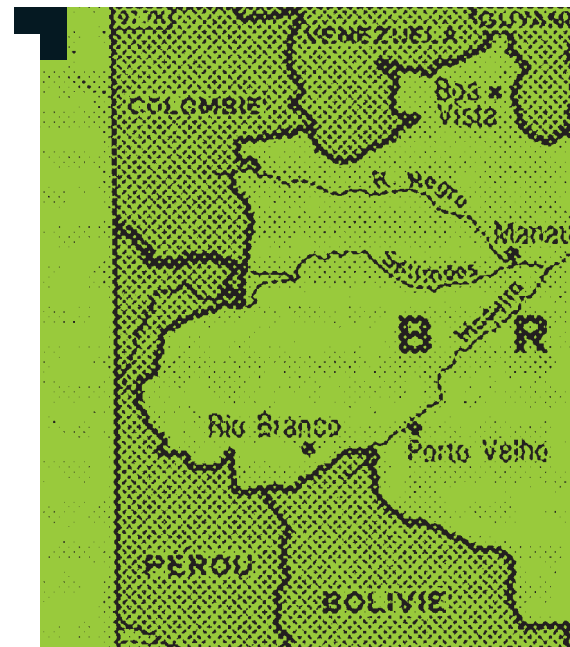 VENEZUELA
COLOMBIE
Boa
Vista
R. Negro
Manau
Solimoes
Madeira
B R
Rio Branco
Porto Velho
PEROU
BOLIVIE